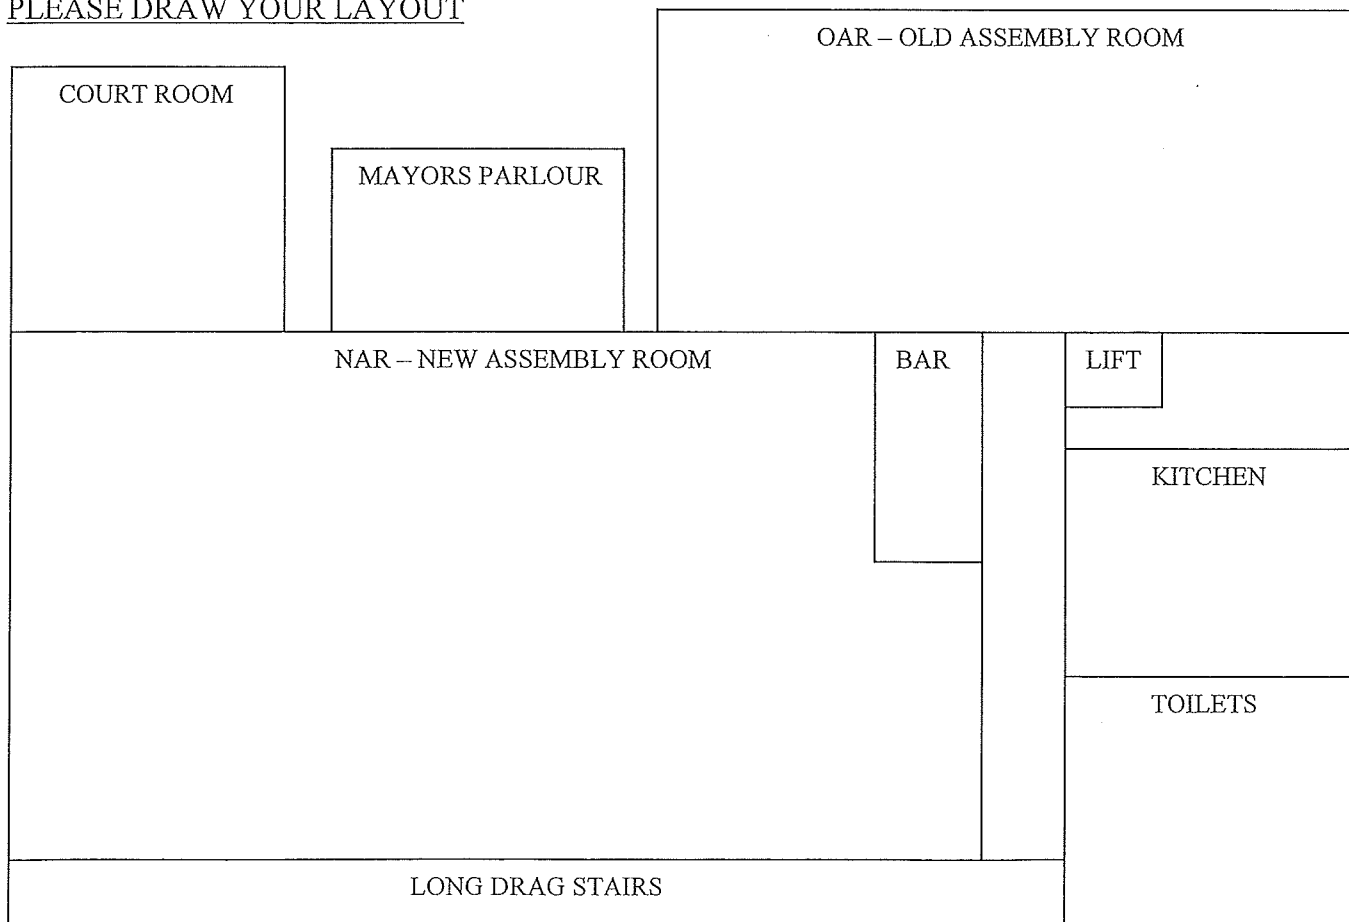 PLEASE DRAW YOUR LAYOUT
OAR – OLD ASSEMBLY ROOM
COURT ROOM
MAYORS PARLOUR
NAR – NEW ASSEMBLY ROOM
BAR
LIFT
KITCHEN
TOILETS
LONG DRAG STAIRS